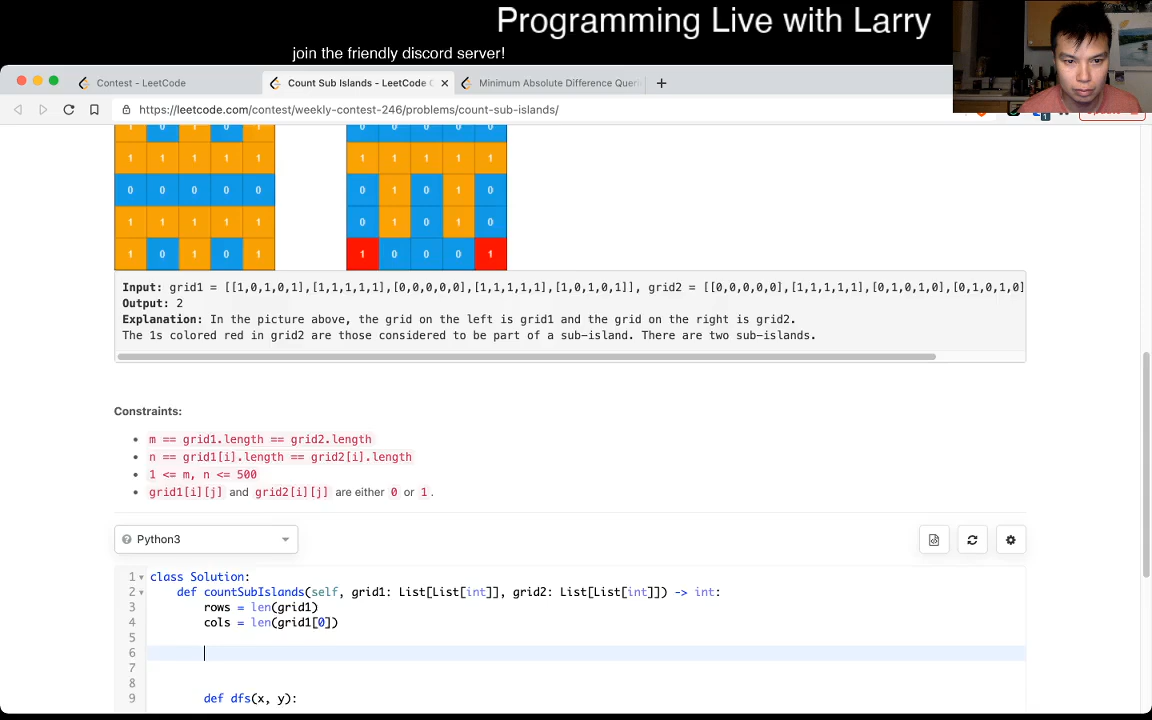 Programming Live with Larry
join the friendly discord server!
Contest - LeetCode
Count Sub Islands - LeetCode
Minimum Absolute Difference Queri
https://leetcode.com/contest/weekly-contest-246/problems/count-sub-islands/
1 0 1 0 1 0 0 0 0 0
1 1 1 1 1 1 1 1 1 1
0 0 0 0 0 0 1 0 1 0
1 1 1 1 1 0 1 0 1 0
1 0 1 0 1 1 0 0 0 1
Input: grid1 = [[1,0,1,0,1],[1,1,1,1,1],[0,0,0,0,0],[1,1,1,1,1],[1,0,1,0,1]], grid2 = [[0,0,0,0,0],[1,1,1,1,1],[0,1,0,1,0],[0,1,0,1,0]
Output: 2
Explanation: In the picture above, the grid on the left is grid1 and the grid on the right is grid2.
The 1s colored red in grid2 are those considered to be part of a sub-island. There are two sub-islands.
Constraints:
• m == grid1.length == grid2.length
• n == grid1[i].length == grid2[i].length
• 1 <= m, n <= 500
• grid1[i][j] and grid2[i][j] are either 0 or 1.
Python3
1 class Solution:
2 def countSubIslands(self, grid1: List[List[int]], grid2: List[List[int]]) -> int:
3 rows = len(grid1)
4 cols = len(grid1[0])
5
6
7
8
9 def dfs(x, y):